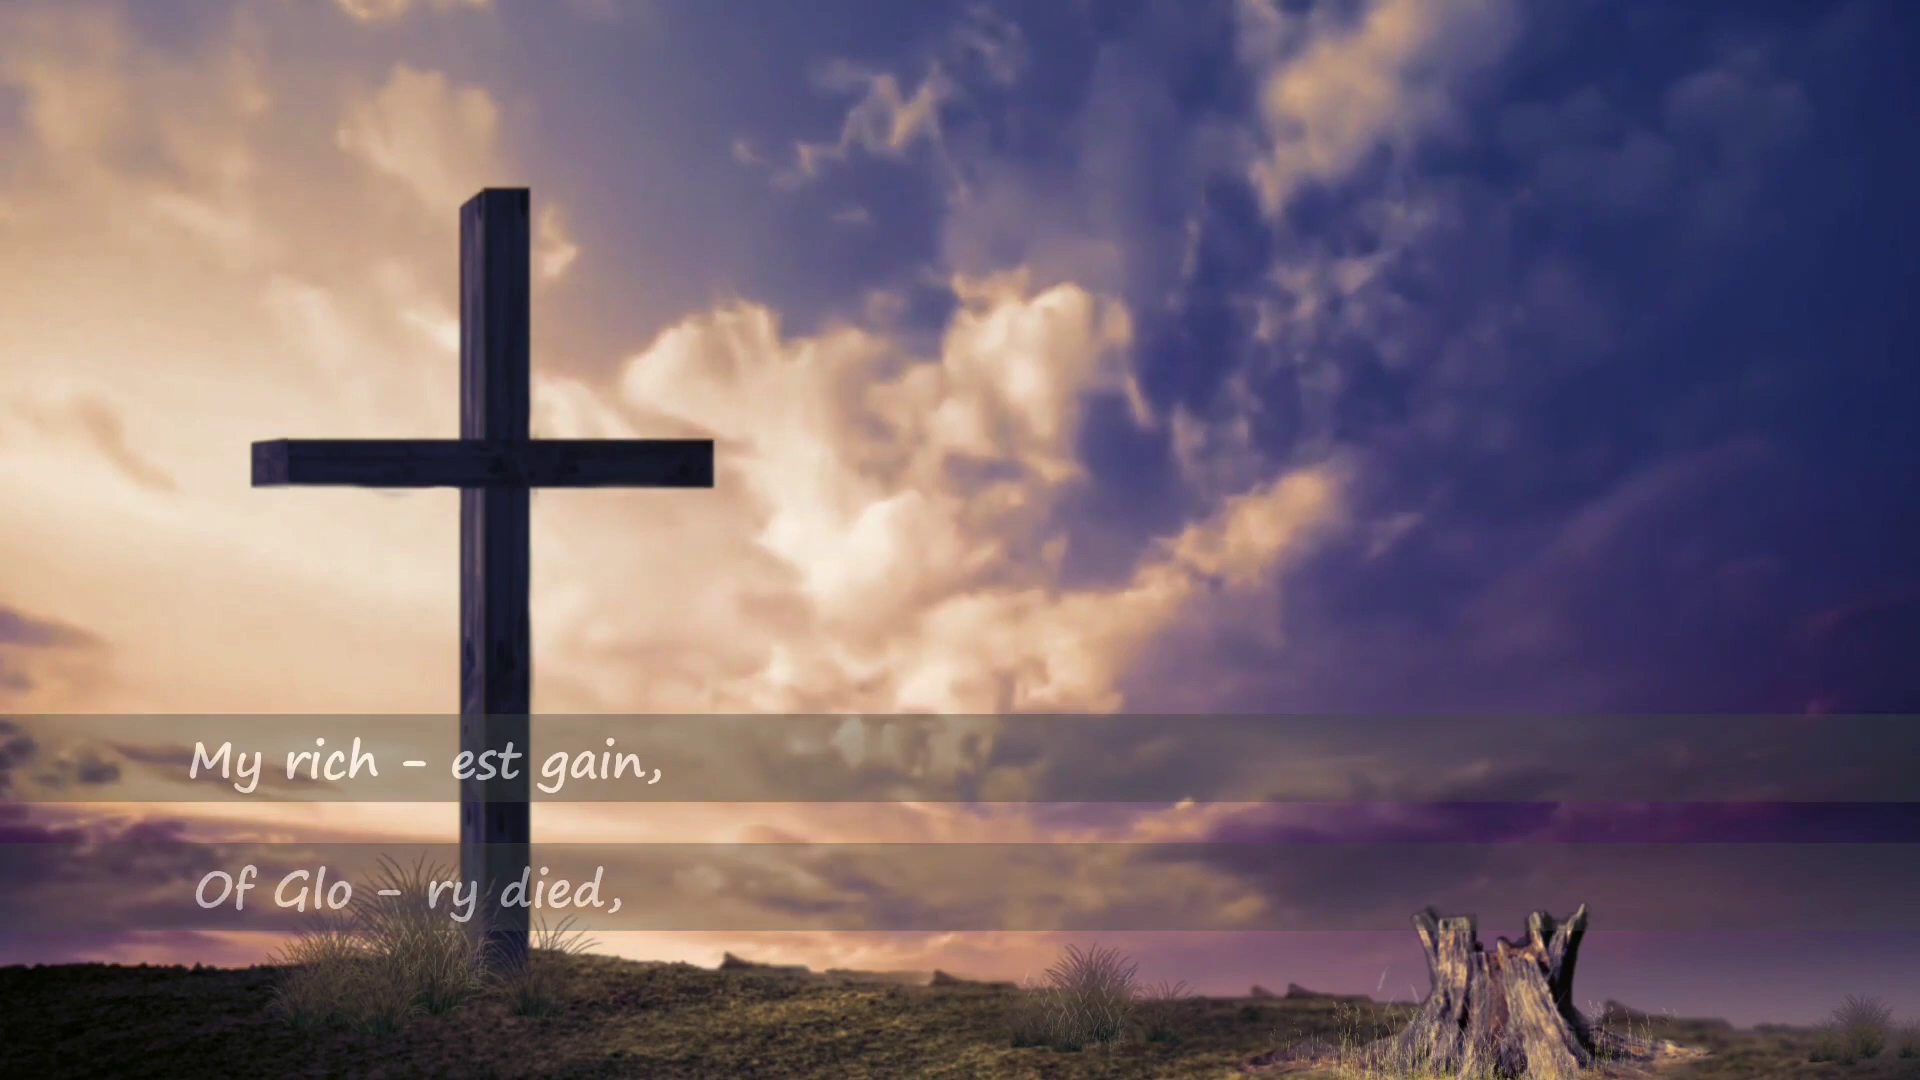 My rich - est gain,
Of Glo - ry died,